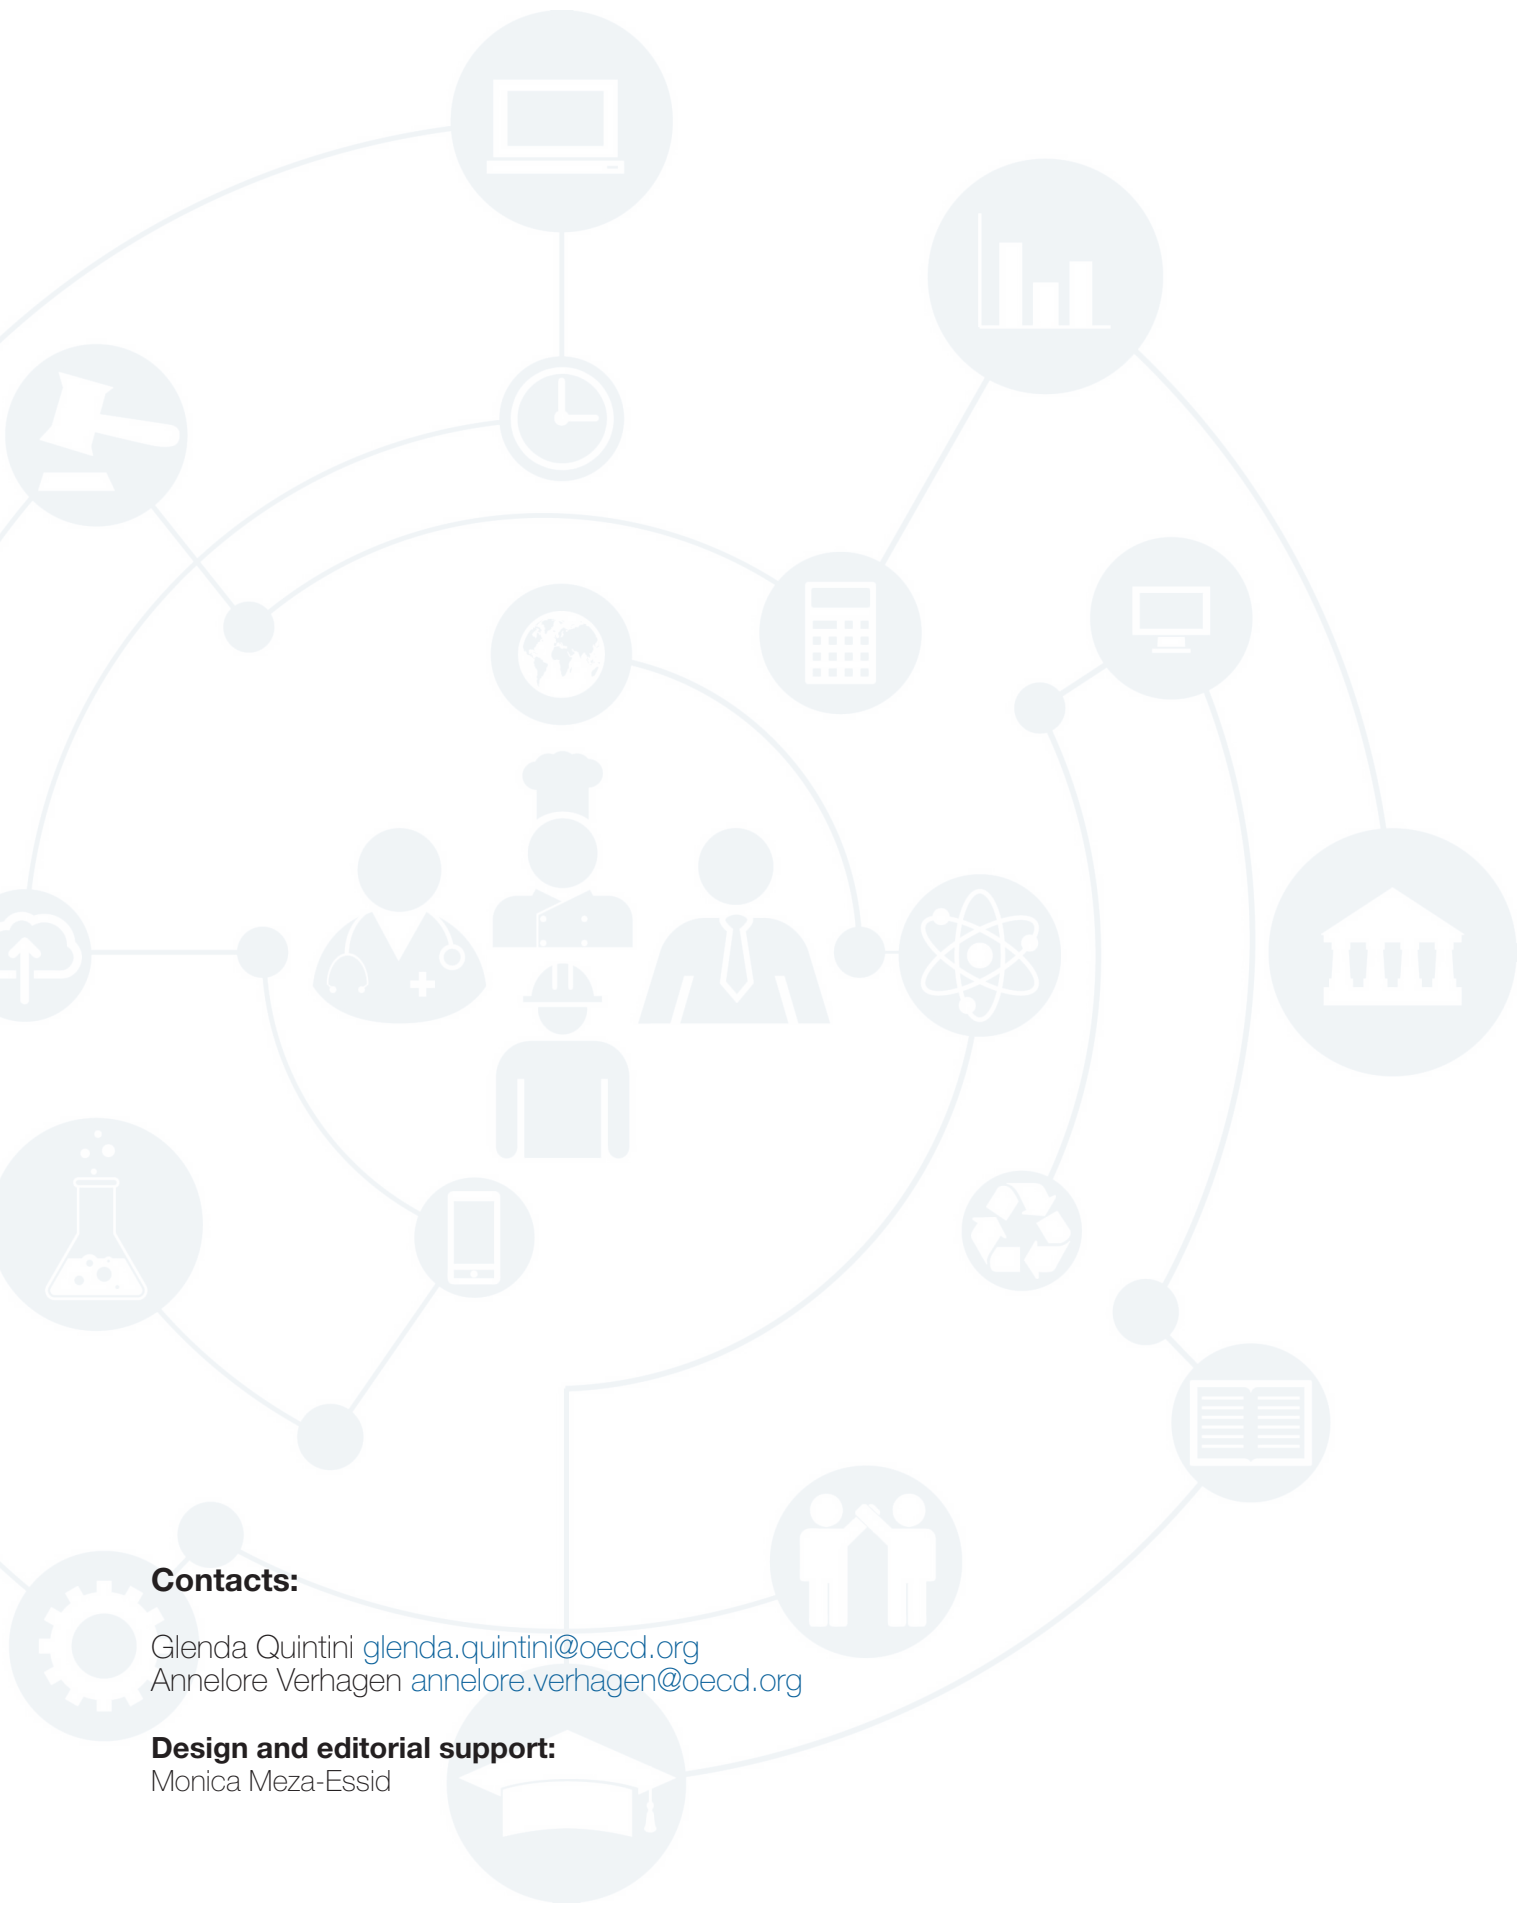 Contacts:
Glenda Quintini glenda.quintini@oecd.org
Annelore Verhagen annelore.verhagen@oecd.org
Design and editorial support:
Monica Meza-Essid